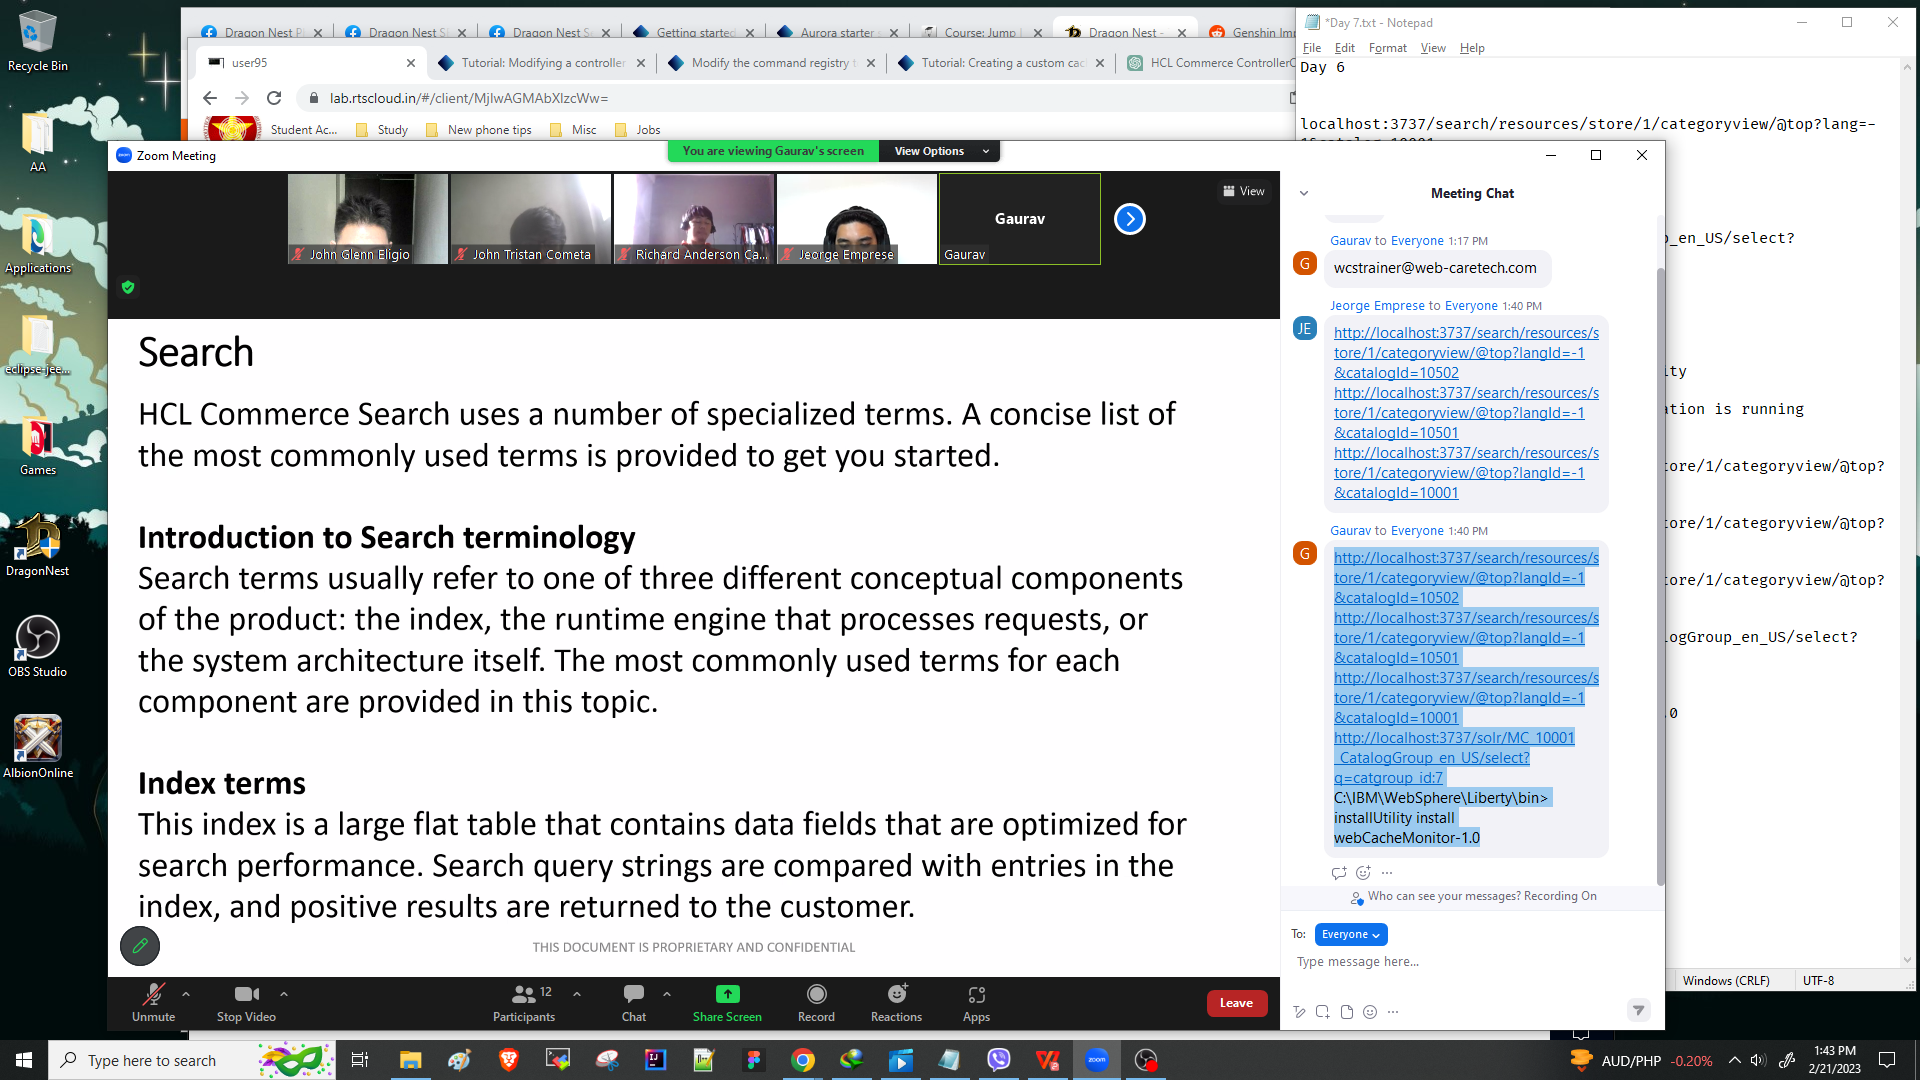 Recycle Bin
AA
Applications
eclipse-jee...
Games
DragonNest
OBS Studio
AlbionOnline
Dragon Nest
Dragon Nest
Dragon Nest
Getting started
Aurora starter
Course: Jump
Dragon Nest -
Genshin Imp
user95
Tutorial: Modifying a controller
Modify the command registry
Tutorial: Creating a custom cac
HCL Commerce ControllerC
lab.rtscloud.in/#/client/MjIwAGMAbXlzcWw=
Student Ac...
Study
New phone tips
Misc
Jobs
*Day 7.txt - Notepad
File Edit Format View Help
Day 6
localhost:3737/search/resources/store/1/categoryview/@top?lang=-
_en_US/select?
ity
ation is running
tore/1/categoryview/@top?
tore/1/categoryview/@top?
tore/1/categoryview/@top?
logGroup_en_US/select?
.0
Windows (CRLF)
UTF-8
Zoom Meeting
You are viewing Gaurav's screen
View Options
John Glenn Eligio
John Tristan Cometa
Richard Anderson Ca...
Jeorge Emprese
Gaurav
Gaurav
View
Search
HCL Commerce Search uses a number of specialized terms. A concise list of
the most commonly used terms is provided to get you started.
Introduction to Search terminology
Search terms usually refer to one of three different conceptual components
of the product: the index, the runtime engine that processes requests, or
the system architecture itself. The most commonly used terms for each
component are provided in this topic.
Index terms
This index is a large flat table that contains data fields that are optimized for
search performance. Search query strings are compared with entries in the
index, and positive results are returned to the customer.
THIS DOCUMENT IS PROPRIETARY AND CONFIDENTIAL
Meeting Chat
Gaurav to Everyone 1:17 PM
G
wcstrainer@web-caretech.com
Jeorge Emprese to Everyone 1:40 PM
JE
http://localhost:3737/search/resources/s
tore/1/categoryview/@top?langId=-1
&catalogId=10502
http://localhost:3737/search/resources/s
tore/1/categoryview/@top?langId=-1
&catalogId=10501
http://localhost:3737/search/resources/s
tore/1/categoryview/@top?langId=-1
&catalogId=10001
Gaurav to Everyone 1:40 PM
G
http://localhost:3737/search/resources/s
tore/1/categoryview/@top?langId=-1
&catalogId=10502
http://localhost:3737/search/resources/s
tore/1/categoryview/@top?langId=-1
&catalogId=10501
http://localhost:3737/search/resources/s
tore/1/categoryview/@top?langId=-1
&catalogId=10001
http://localhost:3737/solr/MC_10001
_CatalogGroup_en_US/select?
q=catgroup_id:7
C:\IBM\WebSphere\Liberty\bin>
installUtility install
webCacheMonitor-1.0
Who can see your messages? Recording On
To: Everyone
Type message here...
Unmute
Stop Video
12
Participants
Chat
Share Screen
Record
Reactions
Apps
Leave
Type here to search
AUD/PHP -0.20%
1:43 PM
2/21/2023